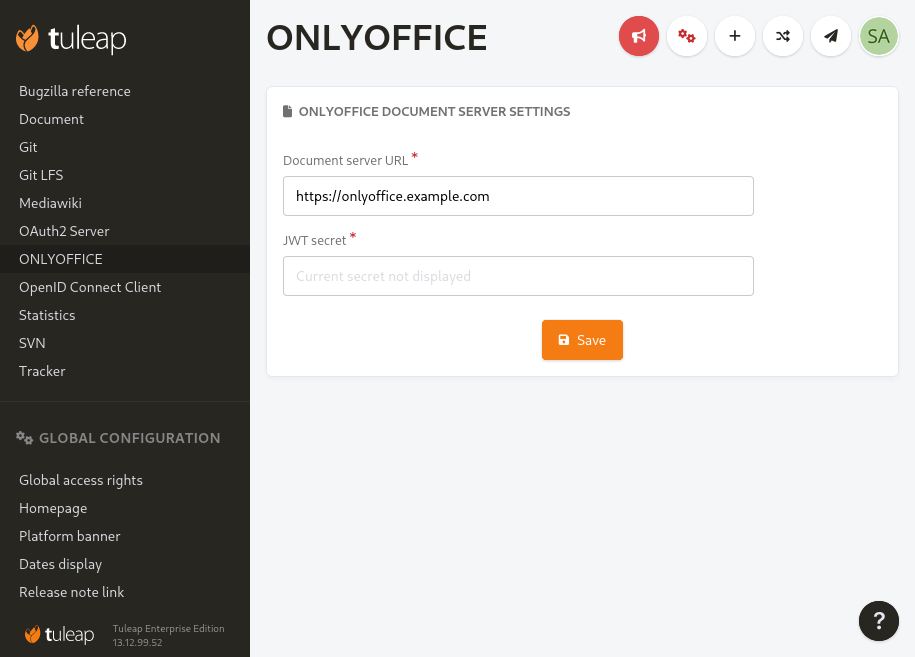 tuleap
Bugzilla reference
Document
Git
Git LFS
Mediawiki
OAuth2 Server
ONLYOFFICE
OpenID Connect Client
Statistics
SVN
Tracker
GLOBAL CONFIGURATION
Global access rights
Homepage
Platform banner
Dates display
Release note link
tuleap
Tuleap Enterprise Edition
13.12.99.52
ONLYOFFICE
SA
ONLYOFFICE DOCUMENT SERVER SETTINGS
Document server URL *
https://onlyoffice.example.com
JWT secret *
Current secret not displayed
Save
?